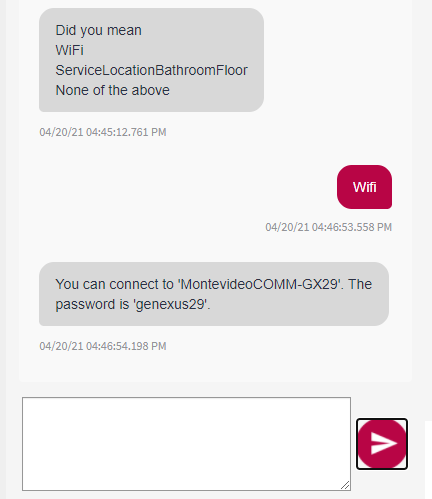 Did you mean
WiFi
ServiceLocationBathroomFloor
None of the above
04/20/21 04:45:12.761 PM
Wifi
04/20/21 04:46:53.558 PM
You can connect to 'MontevideoCOMM-GX29'. The
password is 'genexus29'.
04/20/21 04:46:54.198 PM